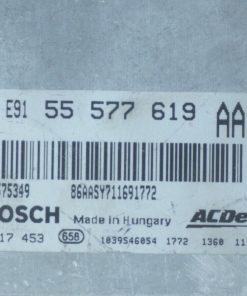 E91 55 577 619 AA
75349 86AASY711691772
BOSCH Made in Hungary ACDe
17 453 658 1039S46054 1772 1360 11